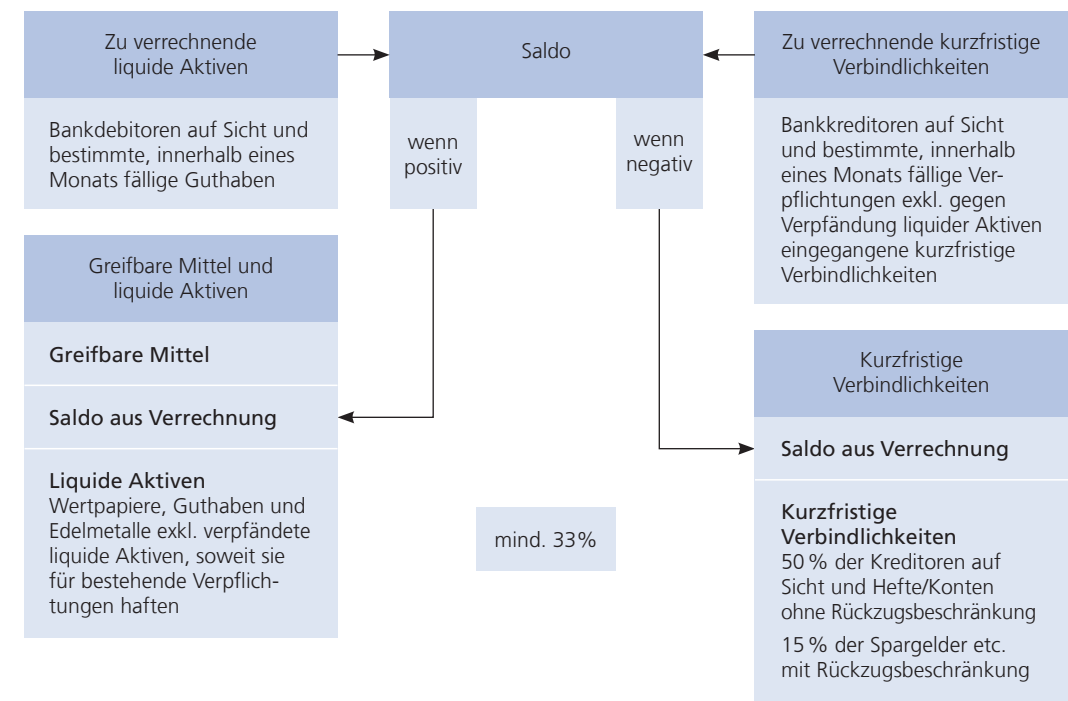 Zu verrechnende
liquide Aktiven
Bankdebitoren auf Sicht und
bestimmte, innerhalb eines
Monats fällige Guthaben
Saldo
wenn
positiv
wenn
negativ
Zu verrechnende kurzfristige
Verbindlichkeiten
Bankkreditoren auf Sicht
und bestimmte, innerhalb
eines Monats fällige Ver-
pflichtungen exkl. gegen
Verpfändung liquider Aktiven
eingegangene kurzfristige
Verbindlichkeiten
Greifbare Mittel und
liquide Aktiven
Greifbare Mittel
Saldo aus Verrechnung
Liquide Aktiven
Wertpapiere, Guthaben und
Edelmetalle exkl. verpfändete
liquide Aktiven, soweit sie
für bestehende Verpflich-
tungen haften
mind. 33%
Kurzfristige
Verbindlichkeiten
Saldo aus Verrechnung
Kurzfristige
Verbindlichkeiten
50 % der Kreditoren auf
Sicht und Hefte/Konten
ohne Rückzugsbeschränkung
15 % der Spargelder etc.
mit Rückzugsbeschränkung